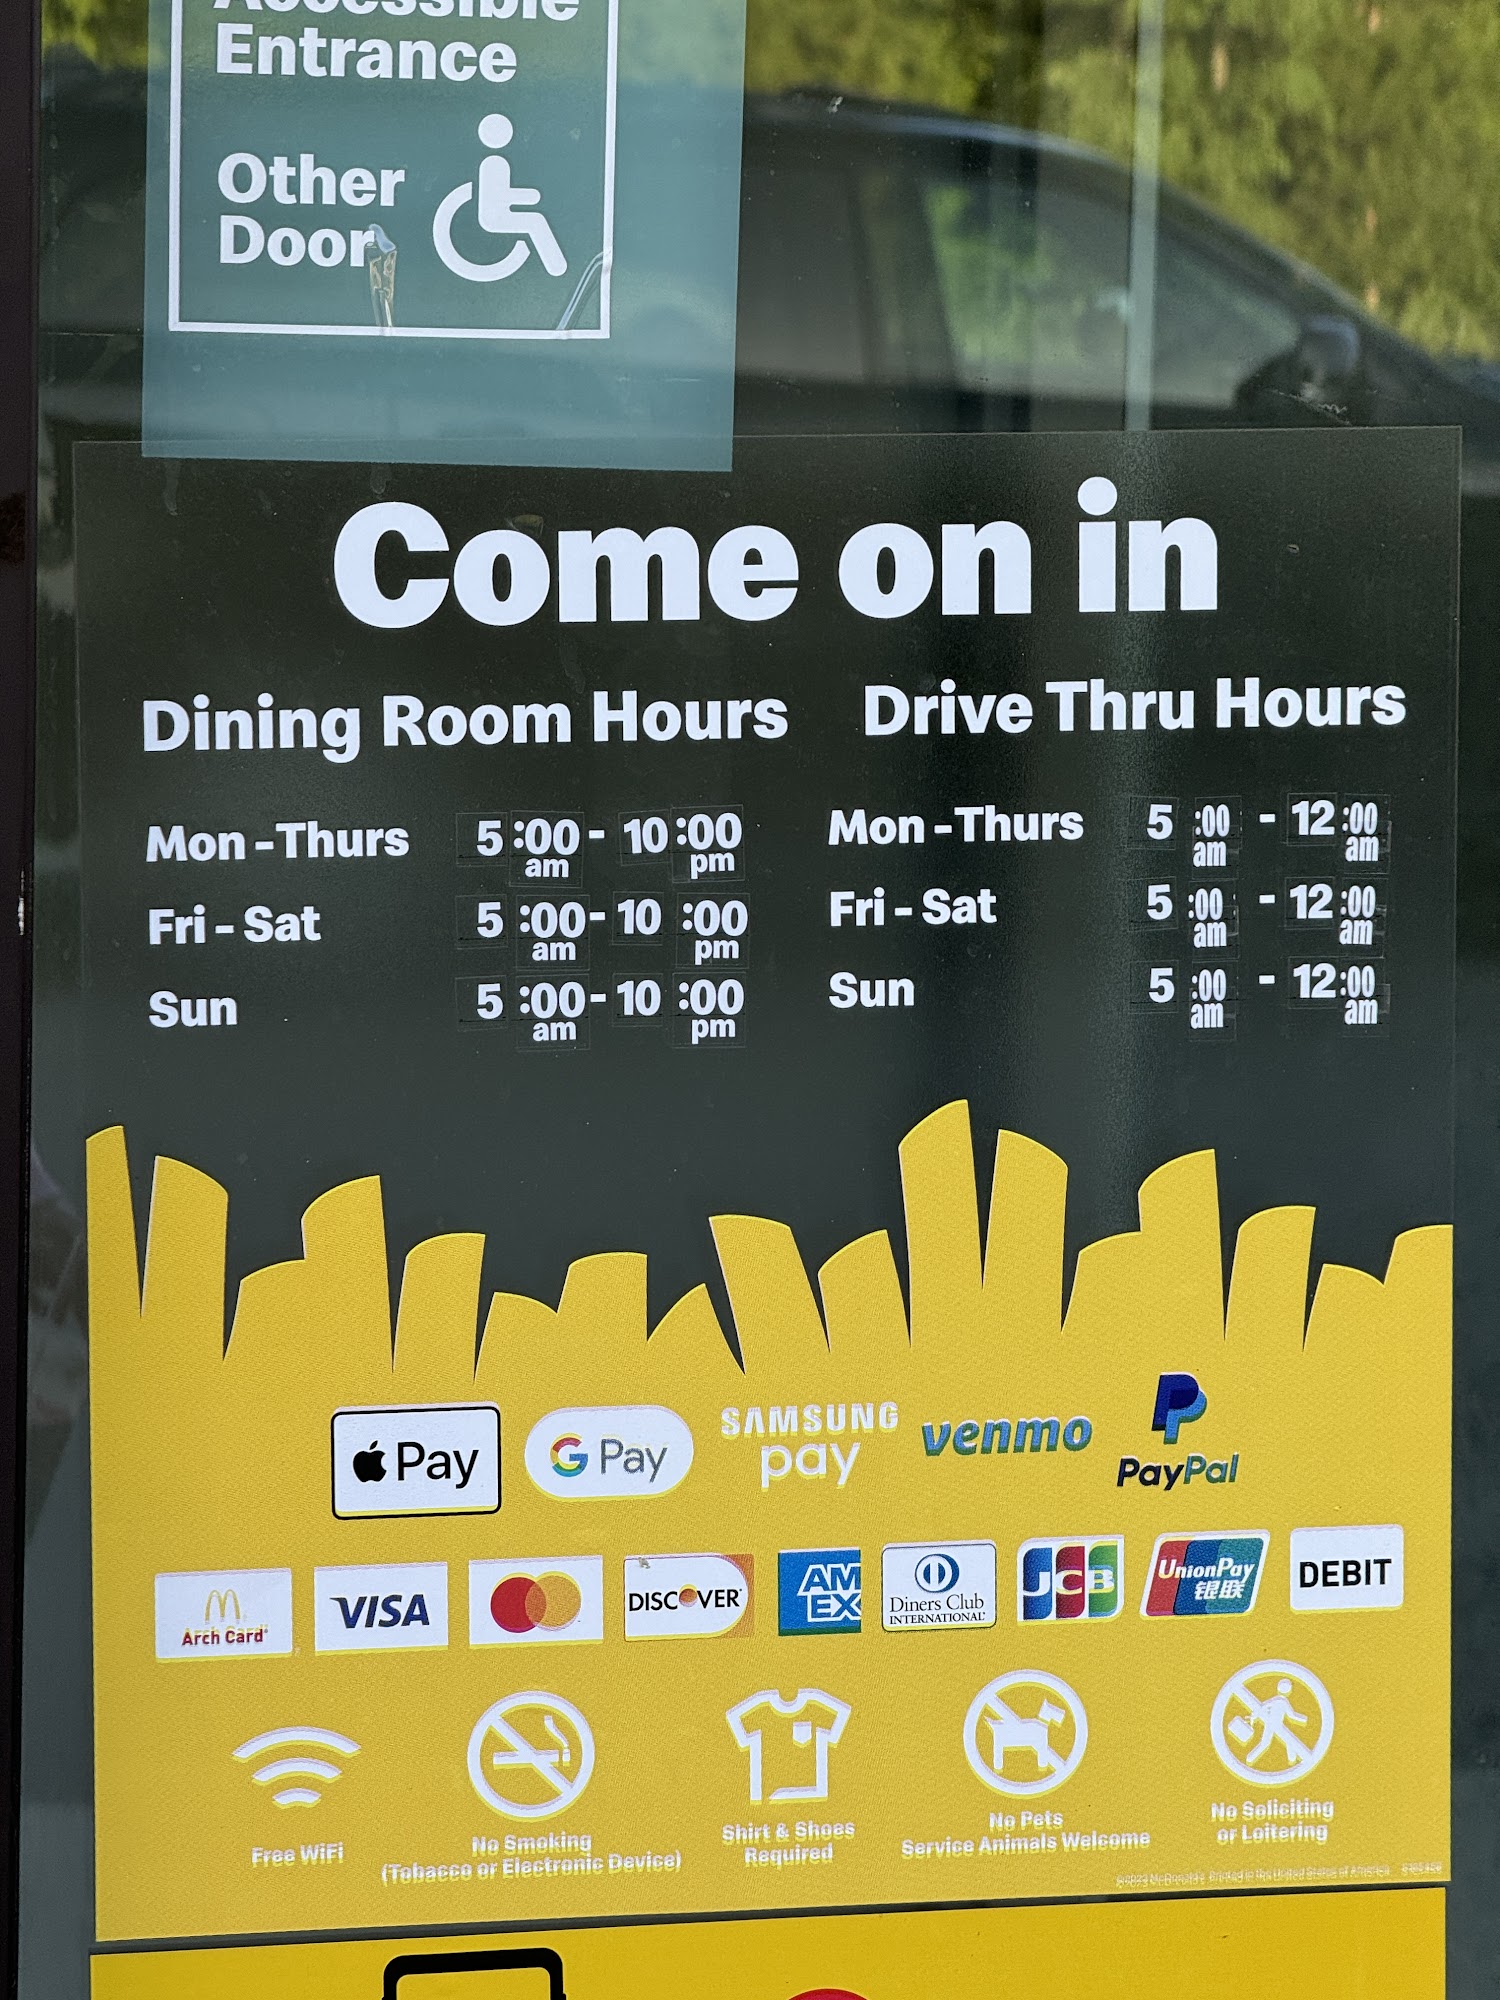 Accessible
Entrance
Other
Door
Come on in
Dining Room Hours
Mon - Thurs 5 :00 am - 10 :00 pm
Fri - Sat 5 :00 am - 10 :00 pm
Sun 5 :00 am - 10 :00 pm
Drive Thru Hours
Mon - Thurs 5 :00 am - 12 :00 am
Fri - Sat 5 :00 am - 12 :00 am
Sun 5 :00 am - 12 :00 am
Pay
G Pay
SAMSUNG
pay
venmo
PayPal
Arch Card
VISA
DISCOVER
AM
EX
Diners Club
INTERNATIONAL
JCB
UnionPay
银联
DEBIT
Free WiFi
No Smoking
(Tobacco or Electronic Device)
Shirt & Shoes
Required
No Pets
Service Animals Welcome
No Soliciting
or Loitering